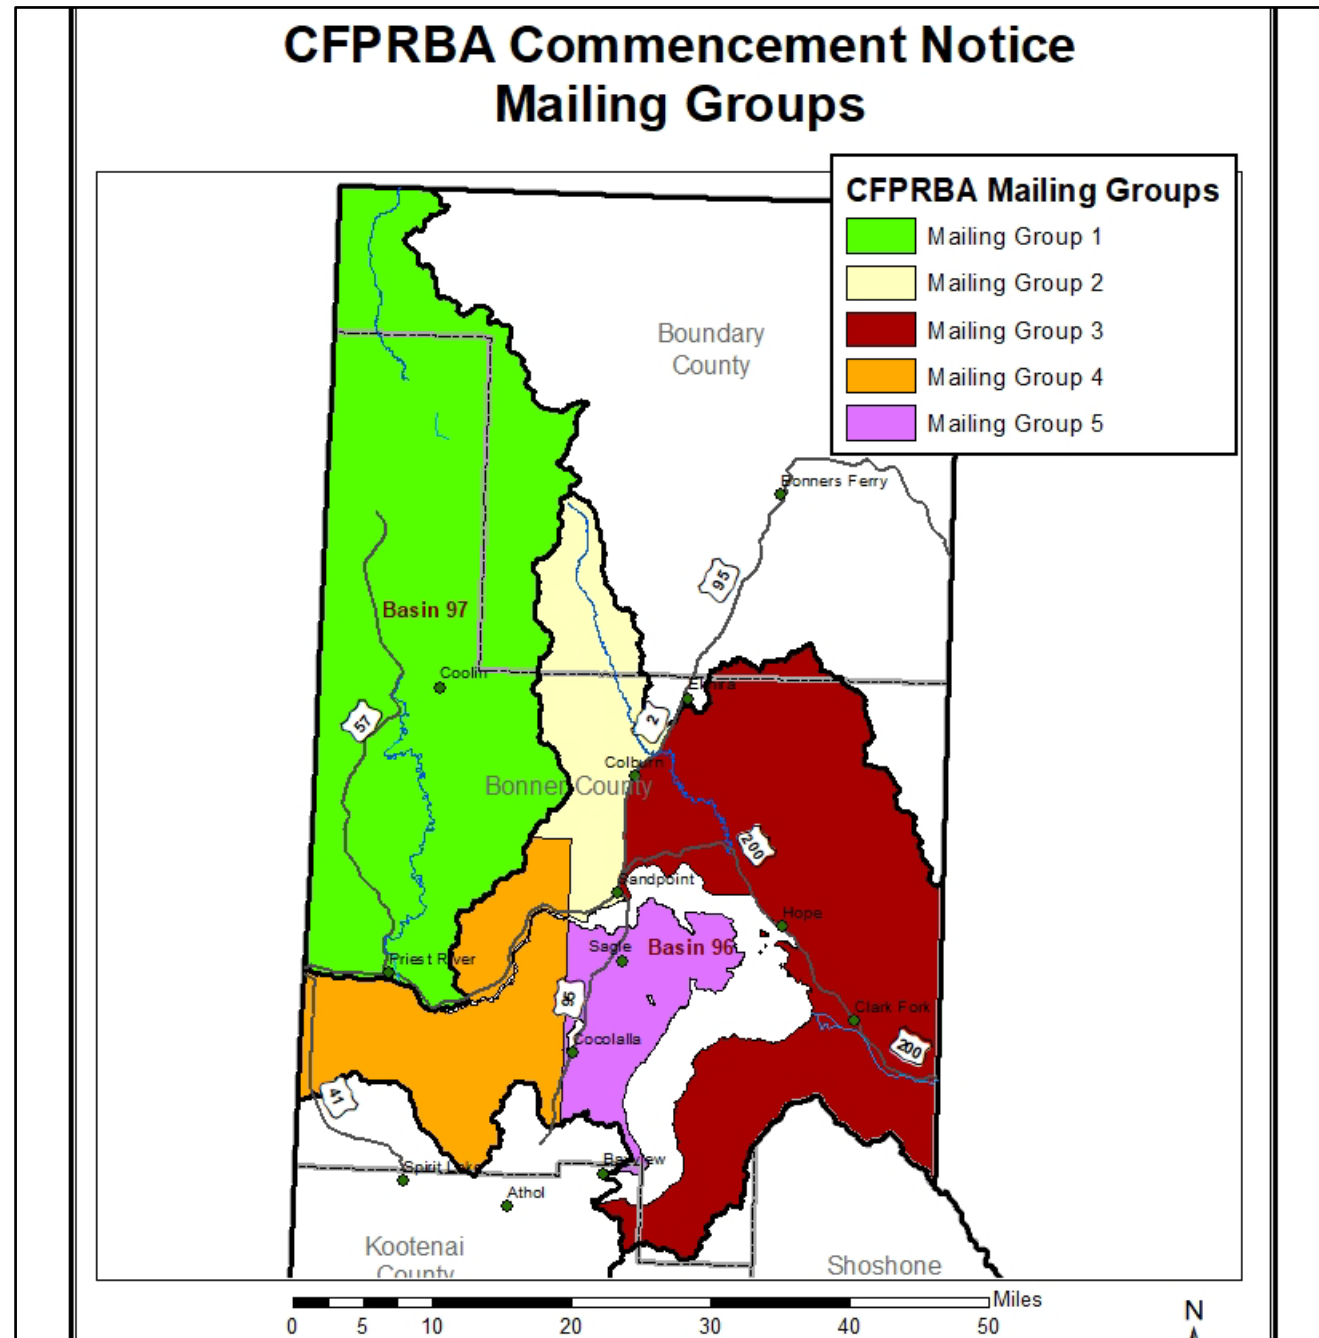 CFPRBA Commencement Notice
Mailing Groups
CFPRBA Mailing Groups
Mailing Group 1
Mailing Group 2
Mailing Group 3
Mailing Group 4
Mailing Group 5
Boundary
County
Bonners Ferry
95
Basin 97
Coolin
Elmira
57
2
Colburn
Bonner County
200
Sandpoint
Hope
Sagle
Basin 96
Priest River
95
Clark Fork
Cocolalla
200
41
Bayview
Spirit Lake
Athol
Kootenai
County
Shoshone
Miles
0 5 10 20 30 40 50
N